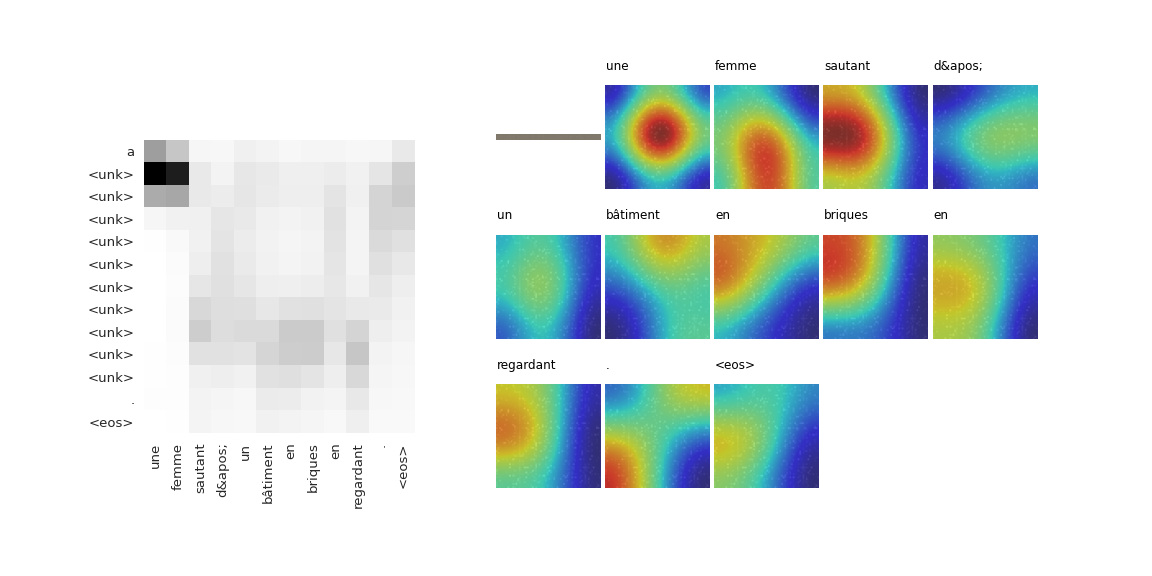 a
<unk>
<unk>
<unk>
<unk>
<unk>
<unk>
<unk>
<unk>
<unk>
<unk>
.
<eos>
une
femme
sautant
d&apos;
un
bâtiment
en
briques
en
regardant
.
<eos>
une femme sautant d&apos;
un bâtiment en briques en
regardant . <eos>